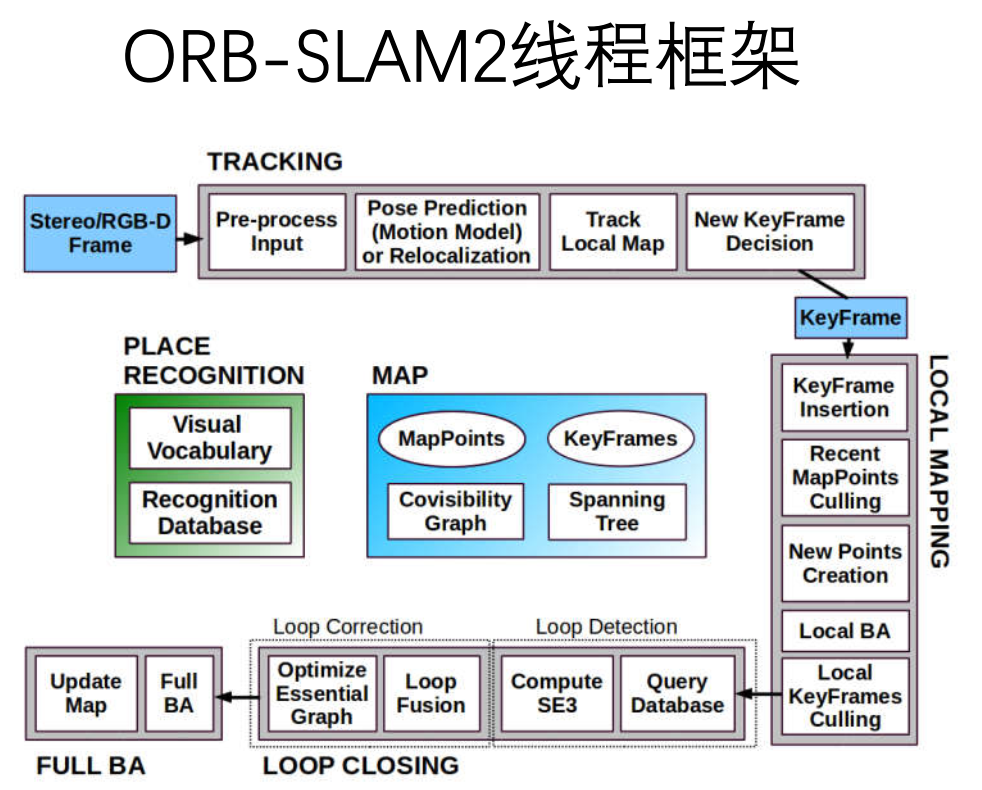 ORB-SLAM2线程框架
TRACKING
Stereo/RGB-D
Frame
Pre-process
Input
Pose Prediction
(Motion Model)
or Relocalization
Track
Local Map
New KeyFrame
Decision
KeyFrame
PLACE
RECOGNITION
Visual
Vocabulary
Recognition
Database
MAP
MapPoints
KeyFrames
Covisibility
Graph
Spanning
Tree
LOCAL MAPPING
KeyFrame
Insertion
Recent
MapPoints
Culling
New Points
Creation
Local BA
Local
KeyFrames
Culling
Loop Correction
Loop Detection
Update
Map
Full
BA
Optimize
Essential
Graph
Loop
Fusion
Compute
SE3
Query
Database
FULL BA
LOOP CLOSING